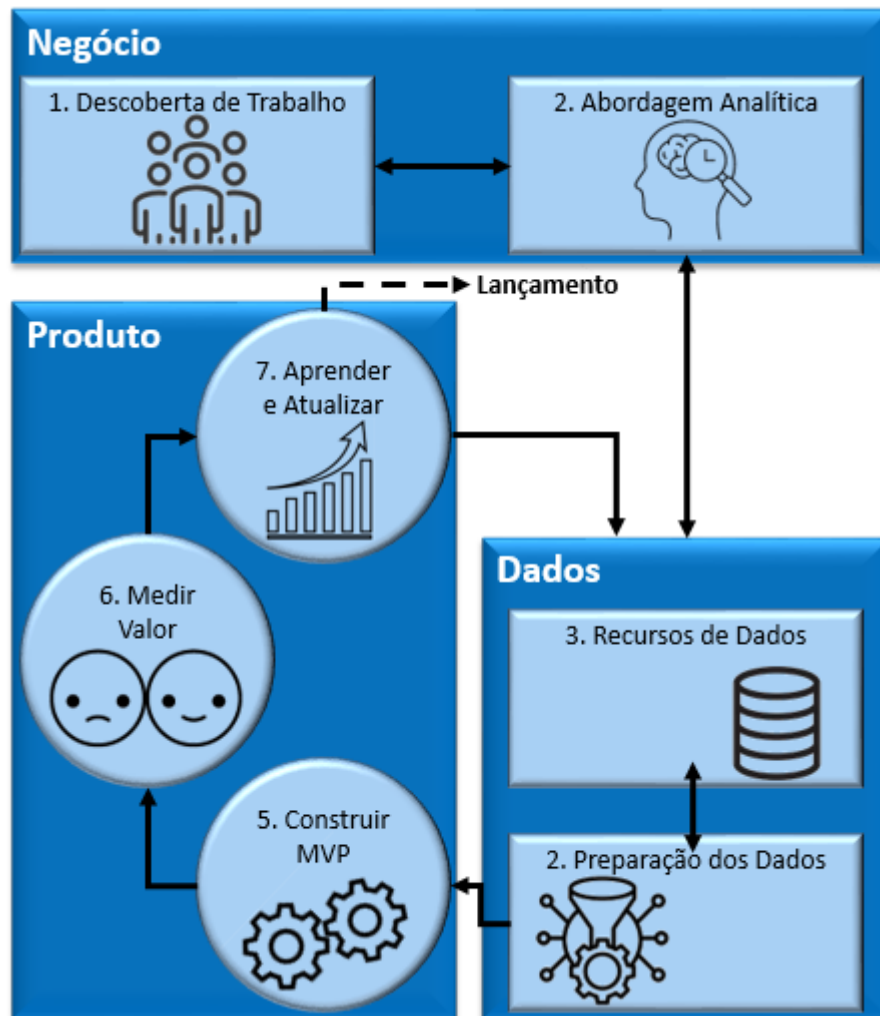 Negócio
1. Descoberta de Trabalho
2. Abordagem Analítica
Lançamento
Produto
7. Aprender
e Atualizar
6. Medir
Valor
5. Construir
MVP
Dados
3. Recursos de Dados
2. Preparação dos Dados